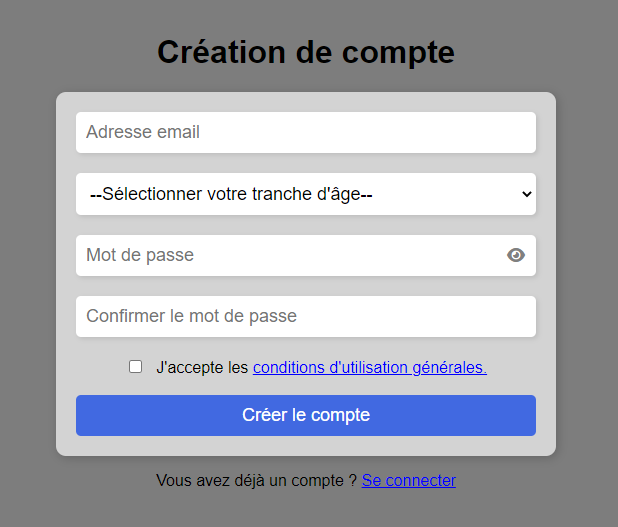 Création de compte
Adresse email
--Sélectionner votre tranche d'âge--
Mot de passe
Confirmer le mot de passe
J'accepte les conditions d'utilisation générales.
Créer le compte
Vous avez déjà un compte ? Se connecter